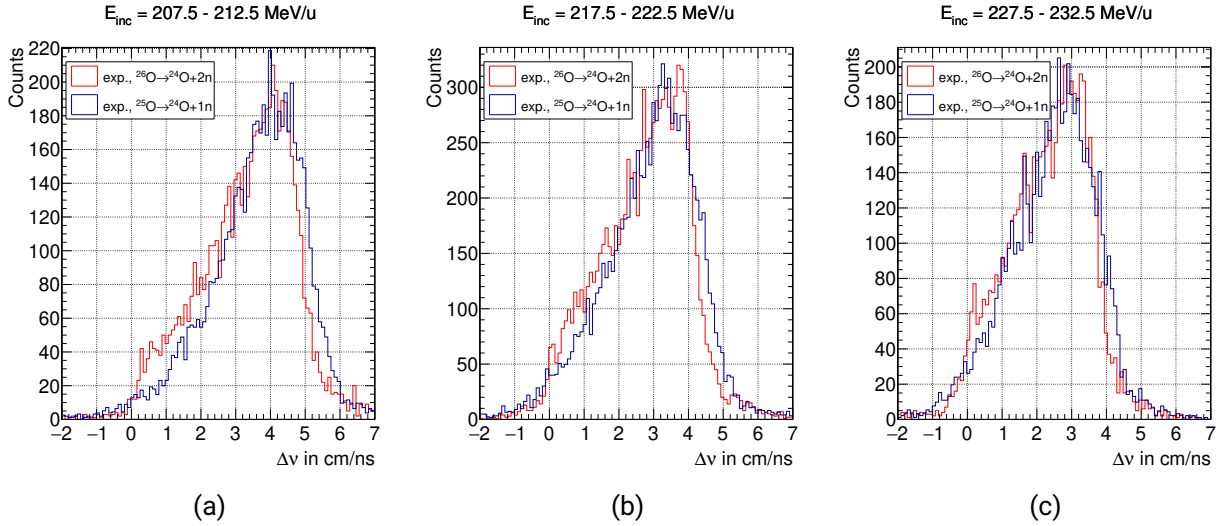 E_inc = 207.5 - 212.5 MeV/u
Counts
220
200
180
160
140
120
100
80
60
40
20
0
exp., ²⁶O→²⁴O+2n
exp., ²⁵O→²⁴O+1n
−2 −1 0 1 2 3 4 5 6 7
Δν in cm/ns
(a)
E_inc = 217.5 - 222.5 MeV/u
Counts
300
250
200
150
100
50
0
exp., ²⁶O→²⁴O+2n
exp., ²⁵O→²⁴O+1n
−2 −1 0 1 2 3 4 5 6 7
Δν in cm/ns
(b)
E_inc = 227.5 - 232.5 MeV/u
Counts
200
180
160
140
120
100
80
60
40
20
0
exp., ²⁶O→²⁴O+2n
exp., ²⁵O→²⁴O+1n
−2 −1 0 1 2 3 4 5 6 7
Δν in cm/ns
(c)